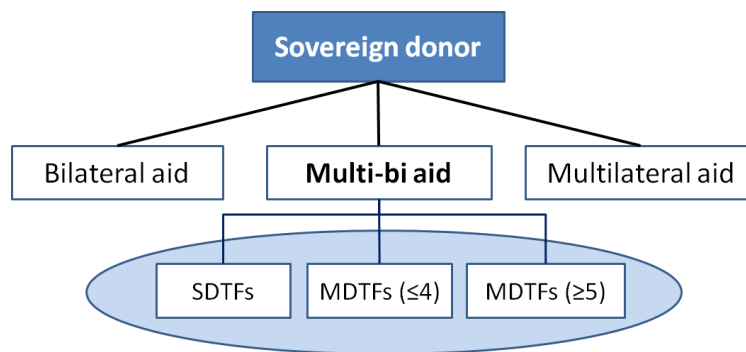 Sovereign donor
Bilateral aid
Multi-bi aid
Multilateral aid
SDTFs
MDTFs (≤4)
MDTFs (≥5)